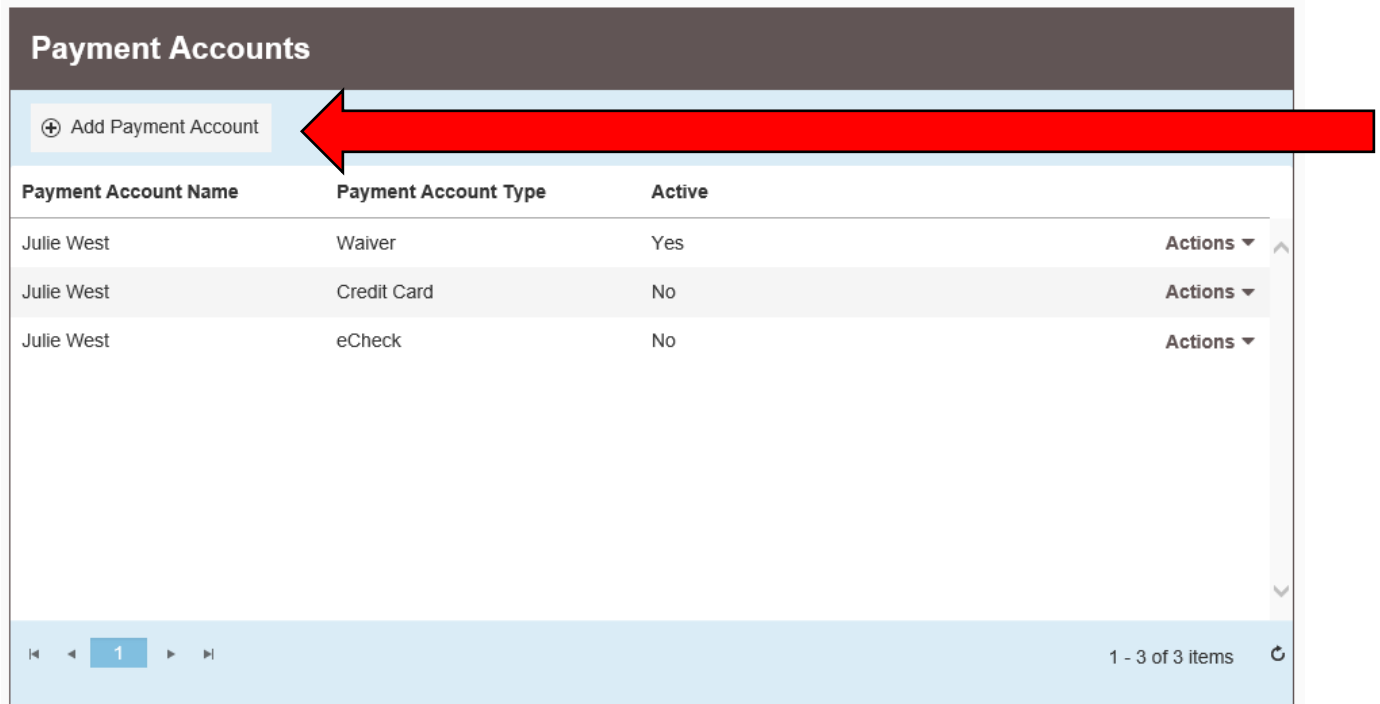 Payment Accounts
Add Payment Account
Payment Account Name Payment Account Type Active
Julie West Waiver Yes Actions
Julie West Credit Card No Actions
Julie West eCheck No Actions
1 1 - 3 of 3 items